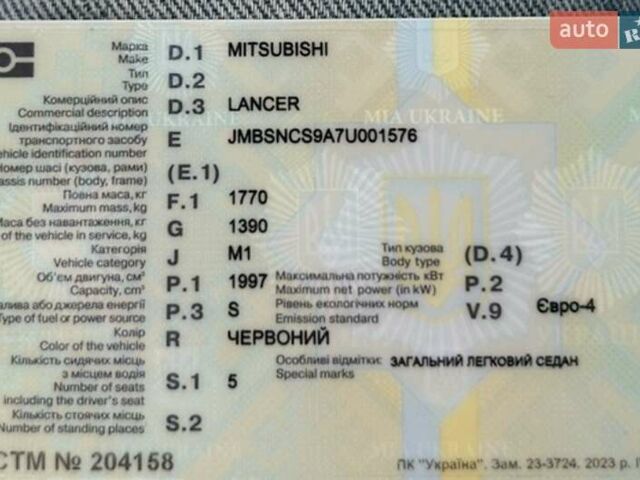 auto
Марка D.1 MITSUBISHI
Make
Тип D.2
Type
Комерційний опис D.3 LANCER
Commercial description
MIA UKRAINE
Ідентифікаційний номер
транспортного засобу E JMBSNCS9A7U001576
vehicle identification number
Номер шасі (кузова, рами) (E.1)
assis number (body, frame)
Повна маса, кг F.1 1770
Maximum mass, kg
Маса без навантаження, кг G 1390
of the vehicle in service, kg
Категорія J M1 Тип кузова (D.4)
Vehicle category Body type
Об'єм двигуна, см³ P.1 1997 Максимальна потужність кВт P.2
Capacity, cm³ Maximum net power (in kW)
алива або джерела енергії P.3 S Рівень екологічних норм V.9 Євро-4
Type of fuel or power source Emission standard
Колір R ЧЕРВОНИЙ
Color of the vehicle
Кількість сидячих місць Особливі відмітки: ЗАГАЛЬНИЙ ЛЕГКОВИЙ СЕДАН
з місцем водія S.1 5 Special marks
Number of seats
including the driver's seat
Кількість стоячих місць S.2
Number of standing places
СТМ № 204158
ПК "Україна". Зам. 23-3724. 2023 р.